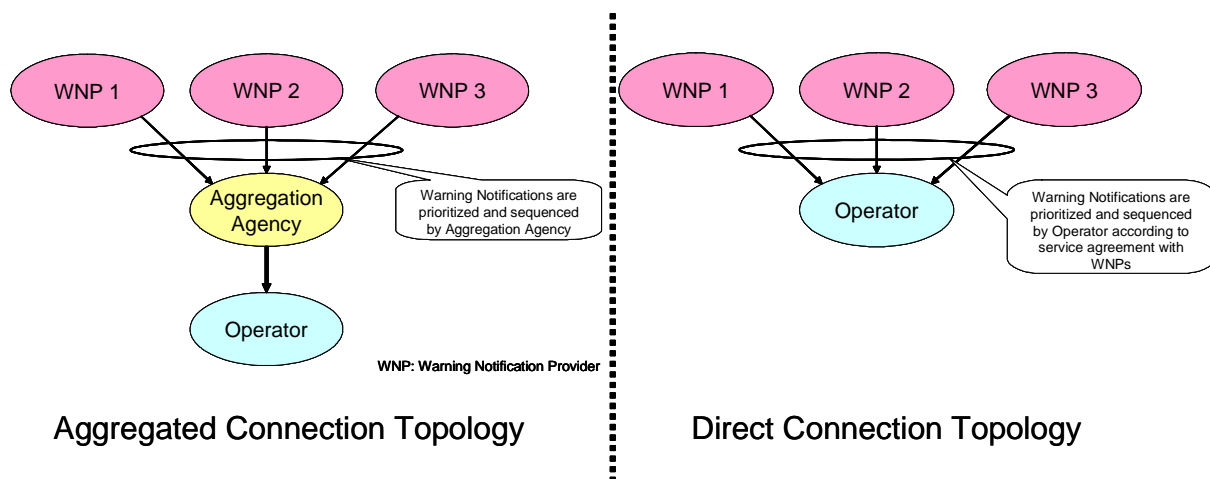 WNP 1
WNP 2
WNP 3
Aggregation
Agency
Warning Notifications are
prioritized and sequenced
by Aggregation Agency
Operator
WNP: Warning Notification Provider
Aggregated Connection Topology
WNP 1
WNP 2
WNP 3
Operator
Warning Notifications are
prioritized and sequenced
by Operator according to
service agreement with
WNPs
Direct Connection Topology